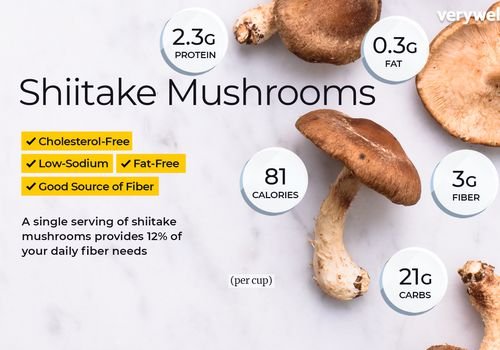 verywel
2.3G
PROTEIN
0.3G
FAT
Shiitake Mushrooms
✓ Cholesterol-Free
✓ Low-Sodium ✓ Fat-Free
✓ Good Source of Fiber
81
CALORIES
3G
FIBER
A single serving of shiitake
mushrooms provides 12% of
your daily fiber needs
(per cup)
21G
CARBS